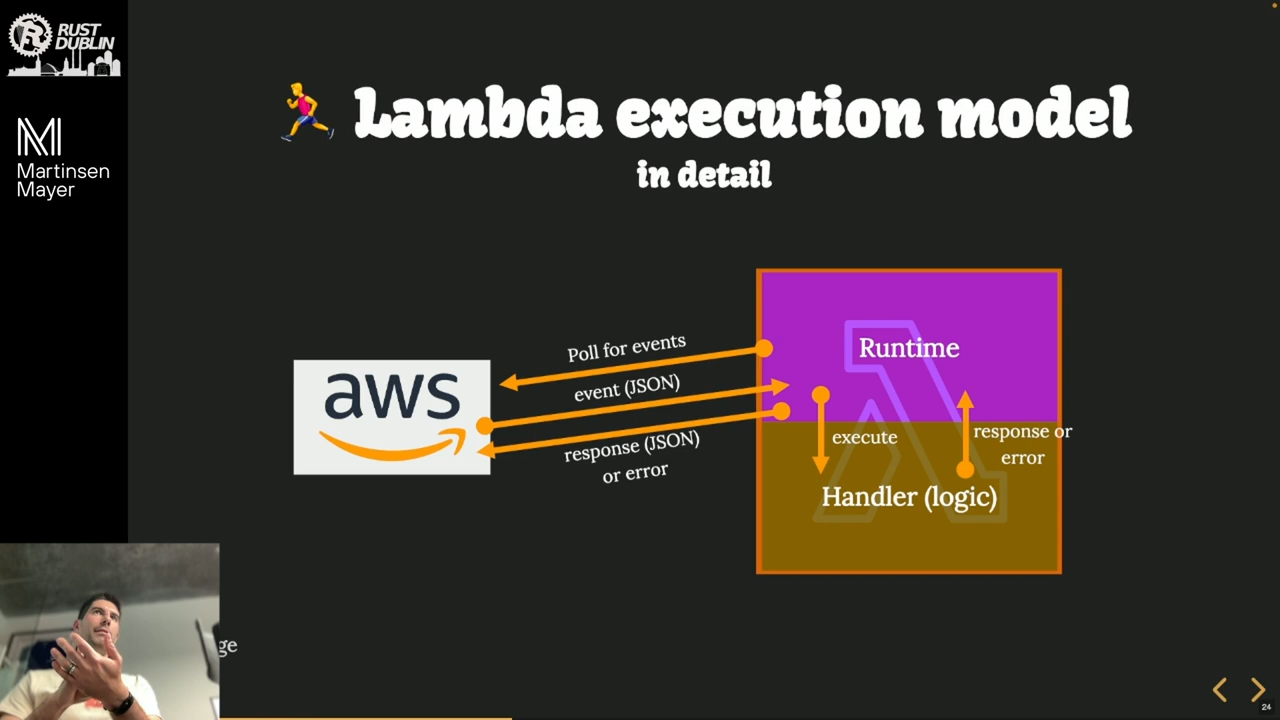 RUST
DUBLIN
Martinsen
Mayer
Lambda execution model
in detail
Poll for events
event (JSON)
response (JSON)
or error
aws
Runtime
execute
response or
error
Handler (logic)
ge
24